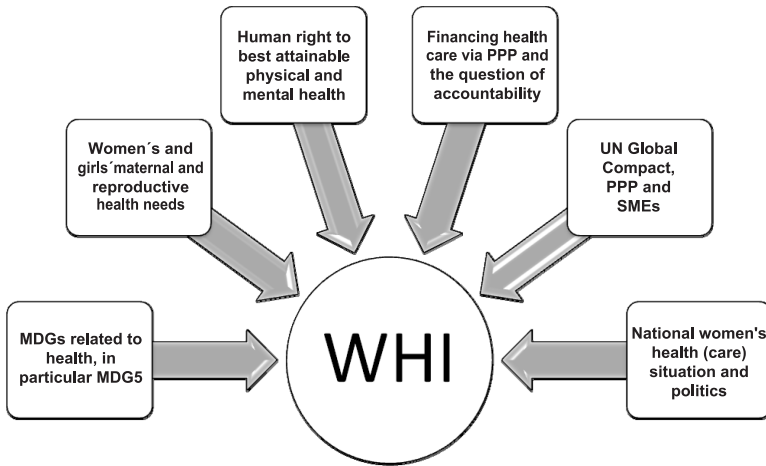 Human right to
best attainable
physical and
mental health
Financing health
care via PPP and
the question of
accountability
Women´s and
girls´maternal and
reproductive
health needs
UN Global
Compact,
PPP and
SMEs
MDGs related to
health, in
particular MDG5
WHI
National women's
health (care)
situation and
politics